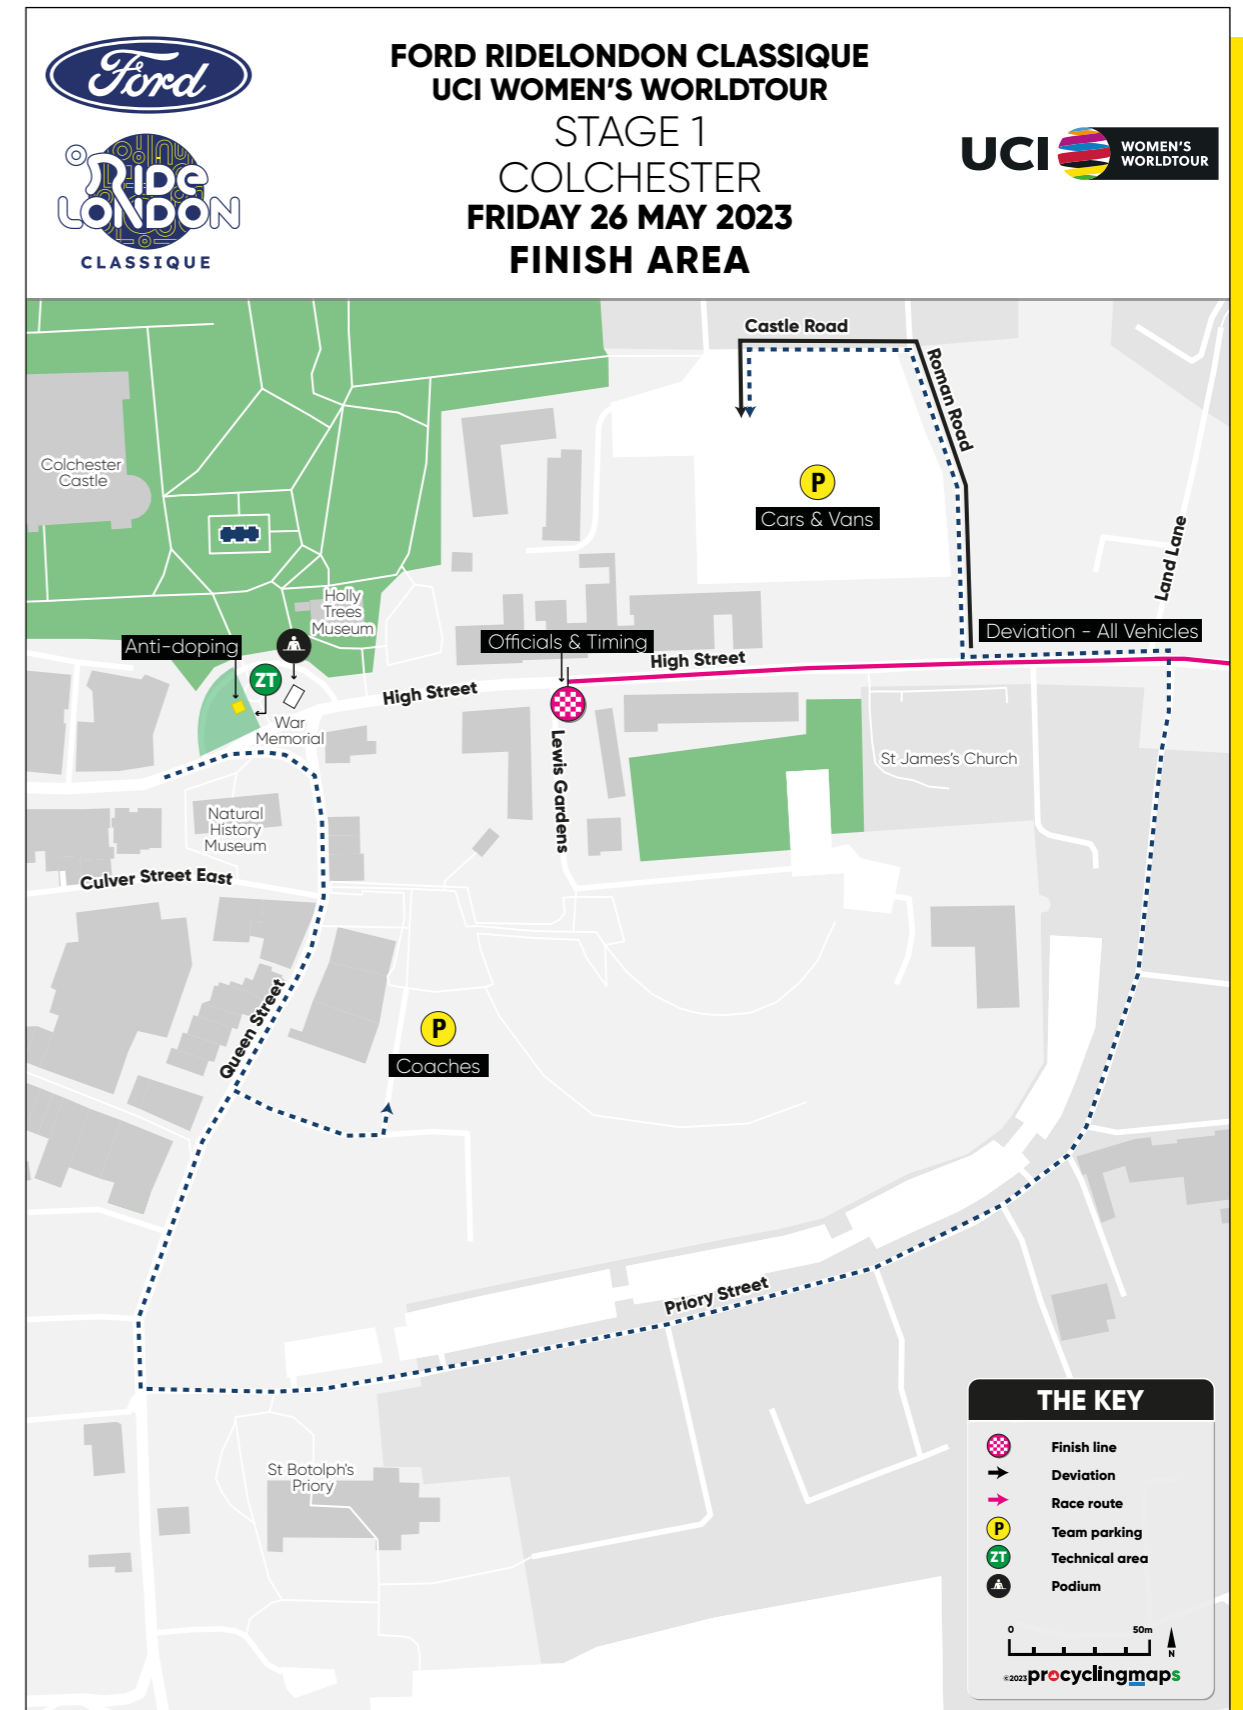 Ford
RIDE
LONDON
CLASSIQUE
FORD RIDELONDON CLASSIQUE
UCI WOMEN'S WORLDTOUR
STAGE 1
COLCHESTER
FRIDAY 26 MAY 2023
FINISH AREA
UCI
WOMEN'S
WORLDTOUR
Castle Road
Roman Road
Colchester
Castle
P
Cars & Vans
Land Lane
Holly
Trees
Museum
Anti-doping
Officials & Timing
Deviation - All Vehicles
High Street
ZT
High Street
War
Memorial
Lewis Gardens
St James's Church
Natural
History
Museum
Culver Street East
Queen Street
P
Coaches
Priory Street
St Botolph's
Priory
THE KEY
Finish line
Deviation
Race route
P
Team parking
ZT
Technical area
Podium
0
50m
N
©2023 procyclingmaps